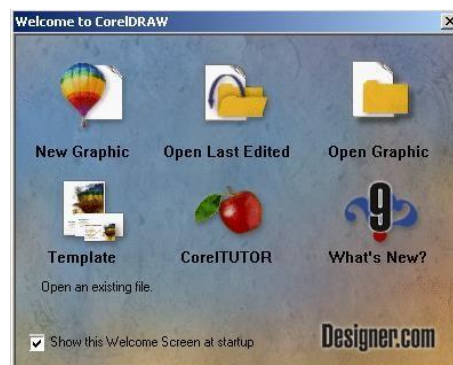 Welcome to CorelDRAW
New Graphic
Open Last Edited
Open Graphic
Template
CorelTUTOR
9
What's New?
Open an existing file.
Show this Welcome Screen at startup
Designer.com